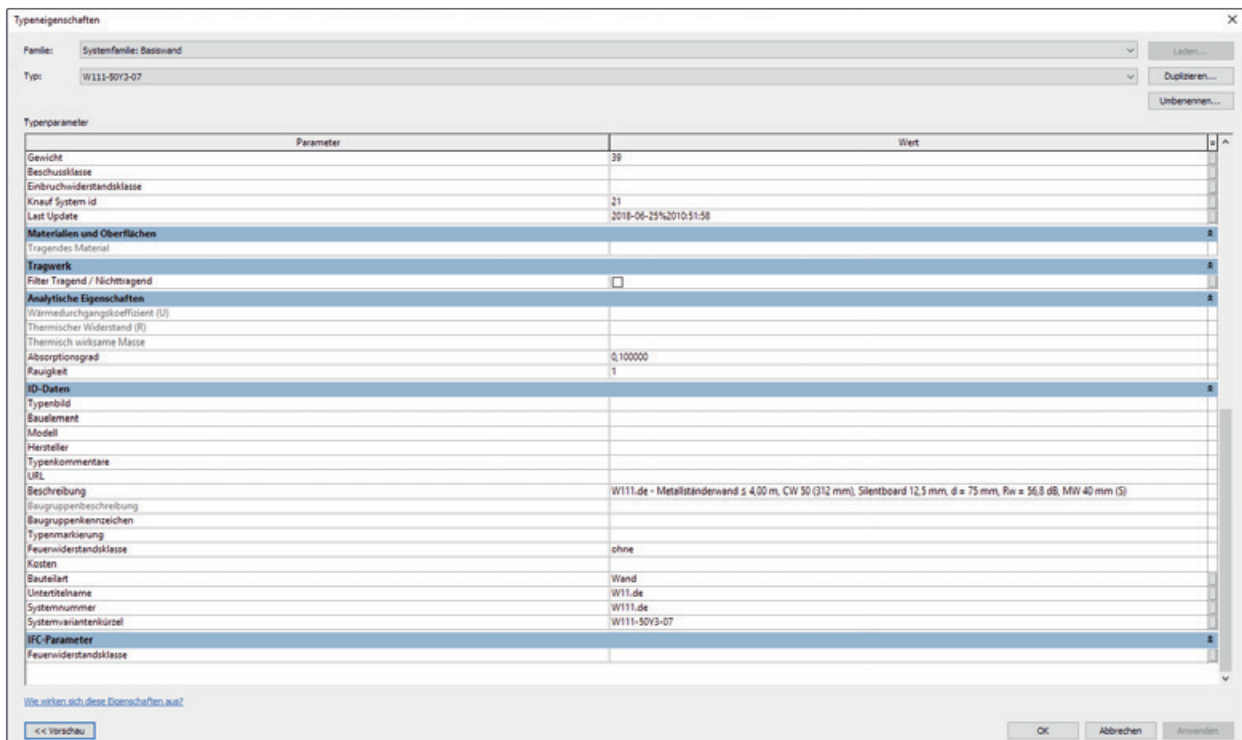 Typeneigenschaften
Familie: Systemfamilie: Basiswand Laden...
Typ: W111-50Y3-07 Duplizieren...
Umbenennen...
Typenparameter
Parameter Wert =
Gewicht 39
Beschussklasse
Einbruchwiderstandsklasse
Knauf System id 21
Last Update 2018-06-25%2010:51:58
Materialien und Oberflächen
Tragendes Material
Tragwerk
Filter Tragend / Nichttragend
Analytische Eigenschaften
Wärmedurchgangskoeffizient (U)
Thermischer Widerstand (R)
Thermisch wirksame Masse
Absorptionsgrad 0,100000
Rauigkeit 1
ID-Daten
Typenbild
Bauelement
Modell
Hersteller
Typenkommentare
URL
Beschreibung W111.de - Metallständerwand ≤ 4,00 m, CW 50 (312 mm), Silentboard 12,5 mm, d = 75 mm, Rw = 56,8 dB, MW 40 mm (S)
Baugruppenbeschreibung
Baugruppenkennzeichen
Typenmarkierung
Feuerwiderstandsklasse ohne
Kosten
Bauteilart Wand
Untertitelname W11.de
Systemnummer W111.de
Systemvariantenkürzel W111-50Y3-07
IFC-Parameter
Feuerwiderstandsklasse
Wie wirken sich diese Eigenschaften aus?
<< Vorschau OK Abbrechen Anwenden